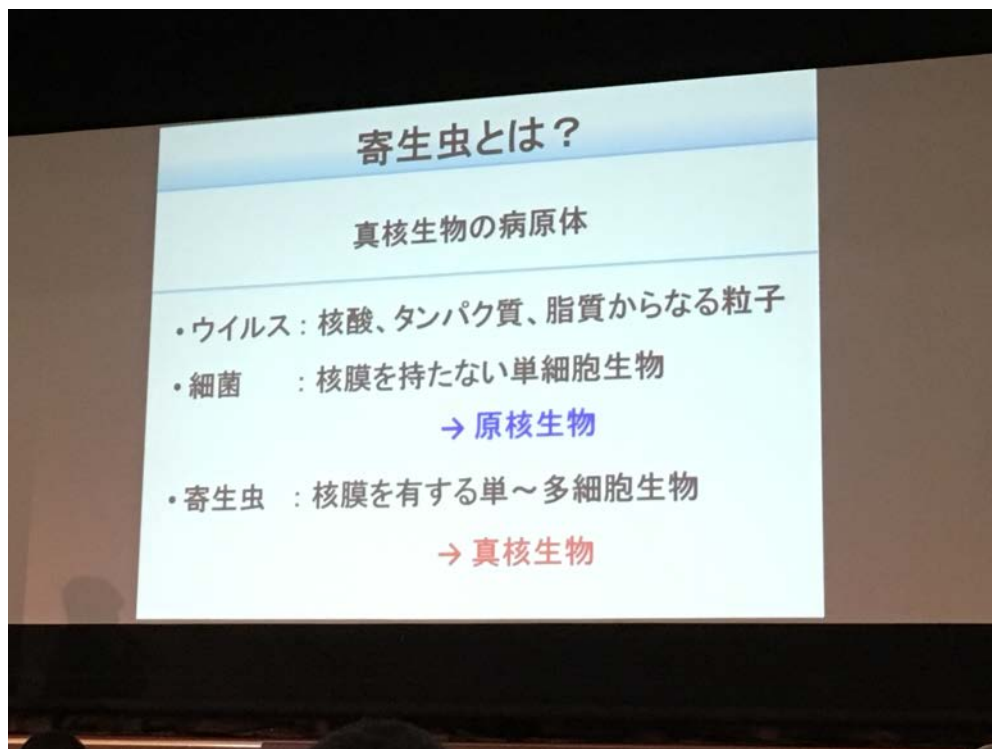 寄生虫とは？
真核生物の病原体
・ウイルス：核酸、タンパク質、脂質からなる粒子
・細菌　　：核膜を持たない単細胞生物
→ 原核生物
・寄生虫　：核膜を有する単～多細胞生物
→ 真核生物